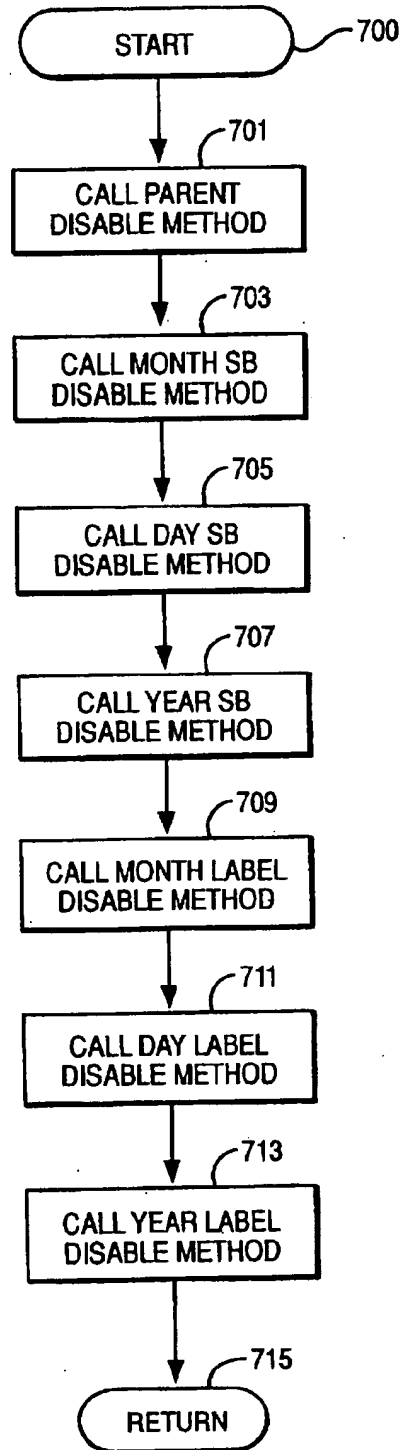 START
700
701
CALL PARENT
DISABLE METHOD
703
CALL MONTH SB
DISABLE METHOD
705
CALL DAY SB
DISABLE METHOD
707
CALL YEAR SB
DISABLE METHOD
709
CALL MONTH LABEL
DISABLE METHOD
711
CALL DAY LABEL
DISABLE METHOD
713
CALL YEAR LABEL
DISABLE METHOD
715
RETURN